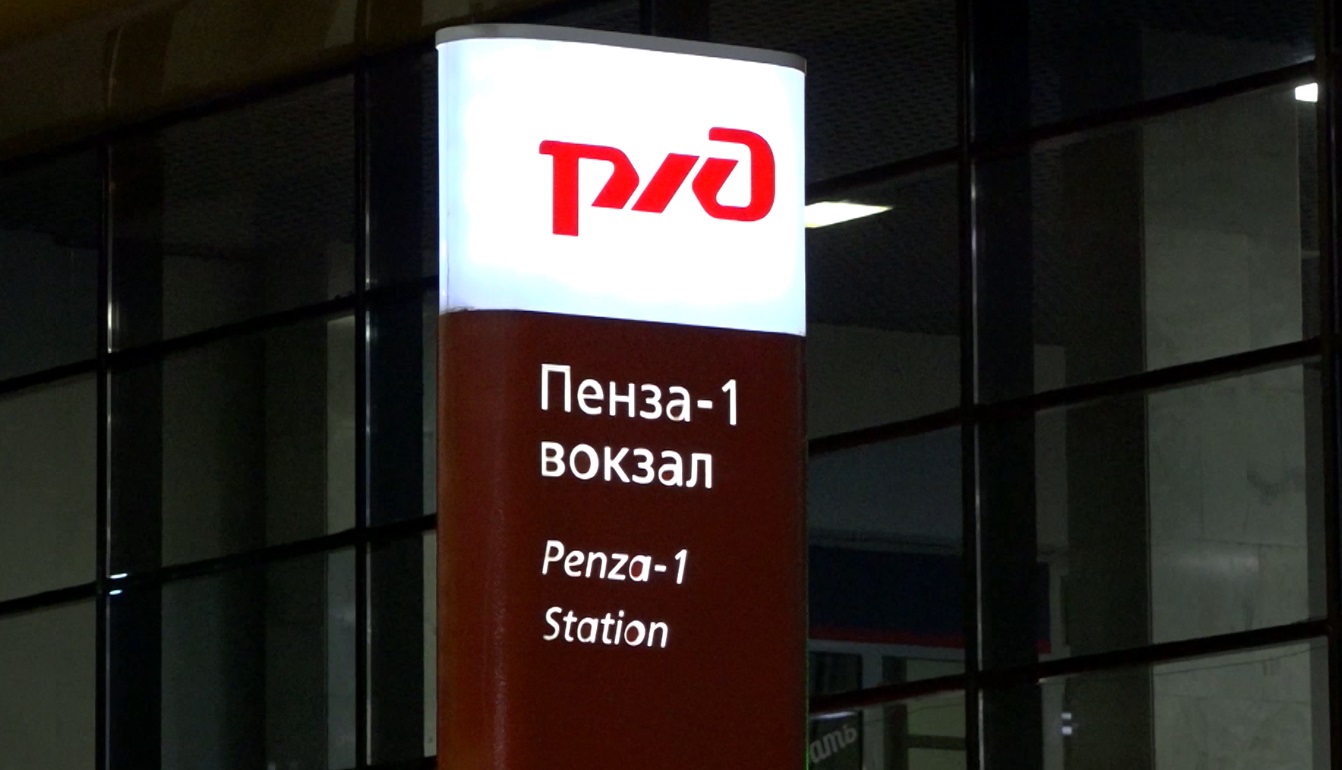 РЖД
Пенза-1
вокзал
Penza-1
Station